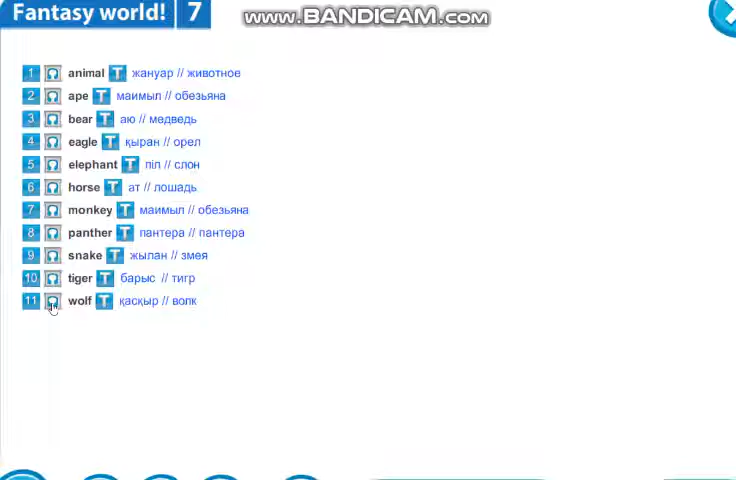 Fantasy world! 7
www.BANDICAM.com
1 animal T жануар // животное
2 ape T маимыл // обезьяна
3 bear T аю // медведь
4 eagle T қыран // орел
5 elephant T піл // слон
6 horse T ат // лошадь
7 monkey T маимыл // обезьяна
8 panther T пантера // пантера
9 snake T жылан // змея
10 tiger T барыс // тигр
11 wolf T қасқыр // волк